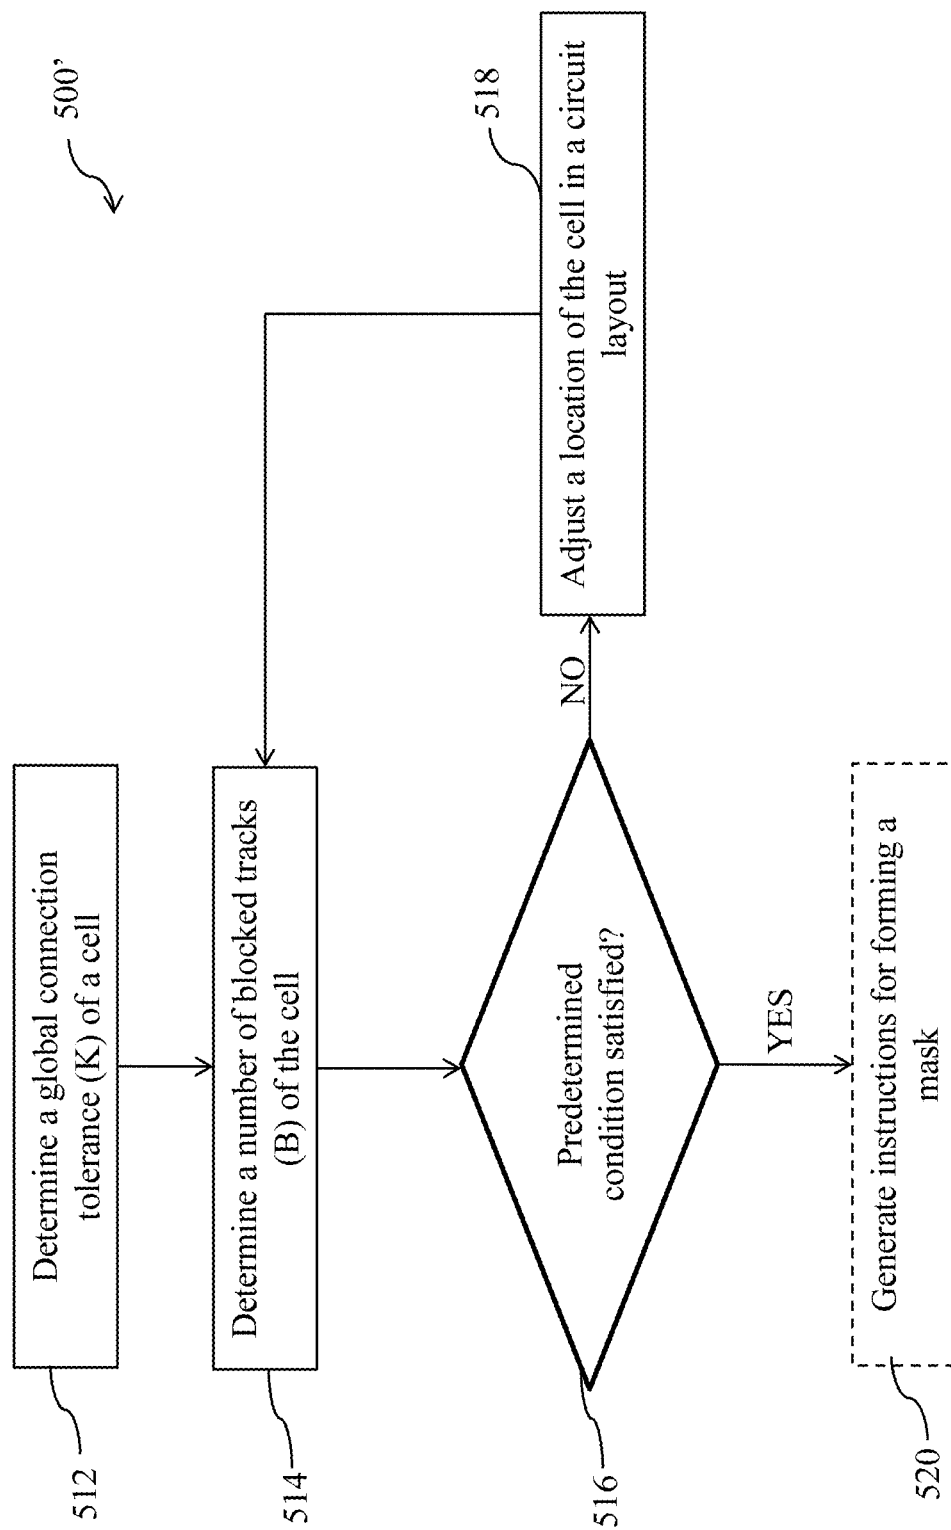 500’
512
Determine a global connection
tolerance (K) of a cell
514
Determine a number of blocked tracks
(B) of the cell
516
Predetermined
condition satisfied?
NO
518
Adjust a location of the cell in a circuit
layout
YES
520
Generate instructions for forming a
mask